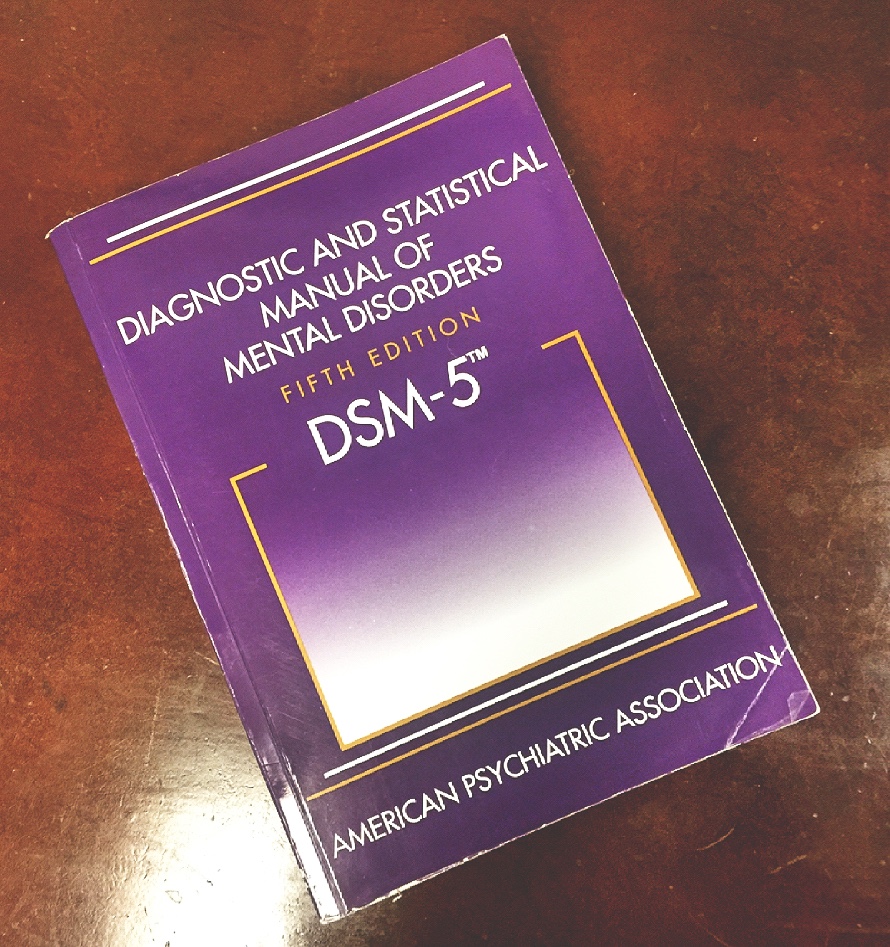 DIAGNOSTIC AND STATISTICAL
MANUAL OF
MENTAL DISORDERS
FIFTH EDITION
DSM-5™
AMERICAN PSYCHIATRIC ASSOCIATION